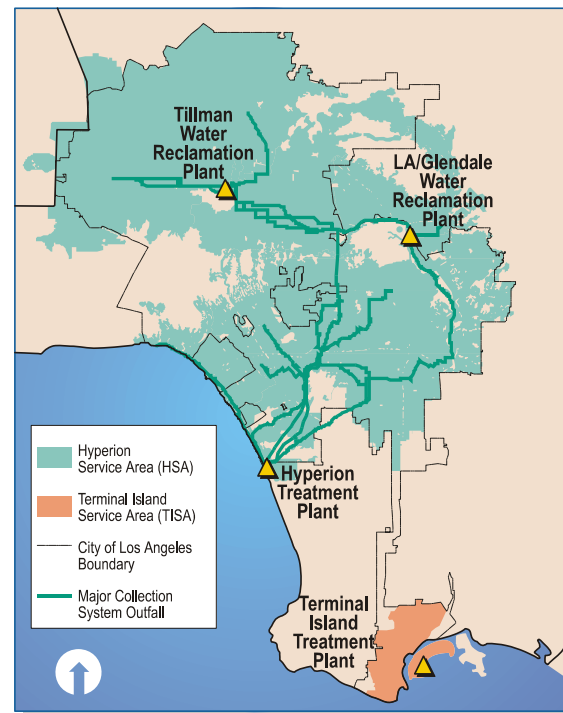 Tillman
Water
Reclamation
Plant
LA/Glendale
Water
Reclamation
Plant
Hyperion
Treatment
Plant
Terminal
Island
Treatment
Plant
Hyperion
Service Area (HSA)
Terminal Island
Service Area (TISA)
City of Los Angeles
Boundary
Major Collection
System Outfall